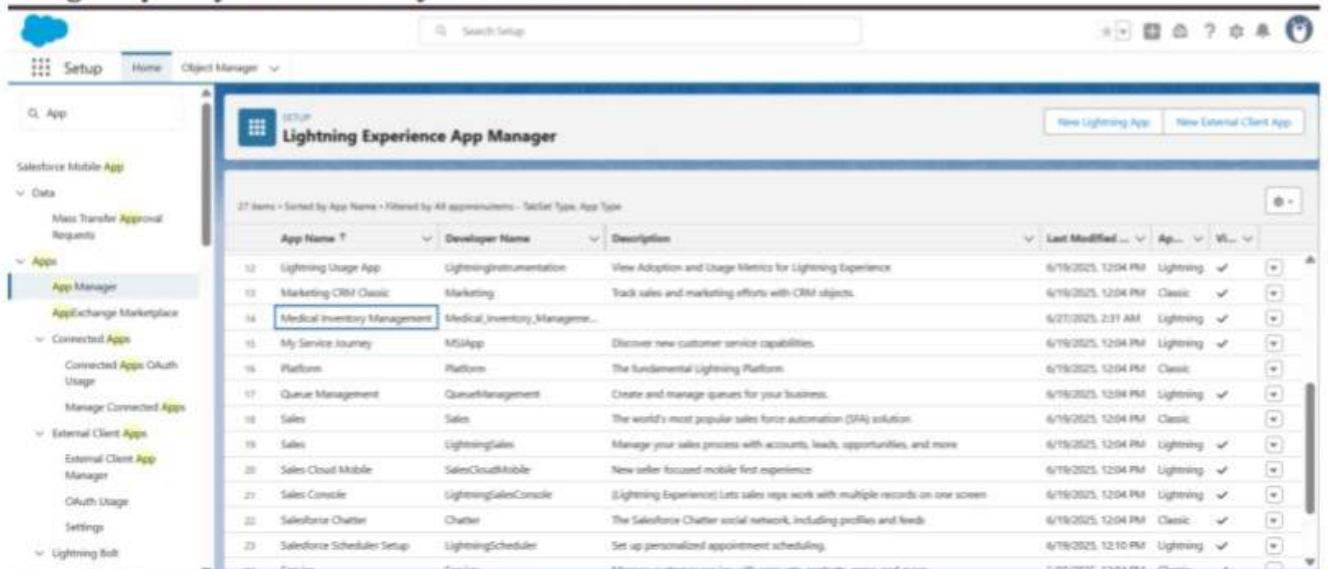 Search Setup
Setup Home Object Manager
App
SETUP
Lightning Experience App Manager
New Lightning App New External Client App
Salesforce Mobile App
Data
Mass Transfer Approval
Requests
Apps
App Manager
AppExchange Marketplace
Connected Apps
Connected Apps OAuth
Usage
Manage Connected Apps
External Client Apps
External Client App
Manager
OAuth Usage
Settings
Lightning Bolt
27 items • Sorted by App Name • Filtered by All appmenuitems - TabSet Type, App Type
App Name ↑ Developer Name Description Last Modified ... Ap... Vi...
12 Lightning Usage App LightningInstrumentation View Adoption and Usage Metrics for Lightning Experience 6/19/2025, 12:04 PM Lightning ✓
13 Marketing CRM Classic Marketing Track sales and marketing efforts with CRM objects. 6/19/2025, 12:04 PM Classic ✓
14 Medical Inventory Management Medical_Inventory_Manageme... 6/27/2025, 2:31 AM Lightning ✓
15 My Service Journey MSJApp Discover new customer service capabilities. 6/19/2025, 12:04 PM Lightning ✓
16 Platform Platform The fundamental Lightning Platform 6/19/2025, 12:04 PM Classic
17 Queue Management QueueManagement Create and manage queues for your business. 6/19/2025, 12:04 PM Lightning ✓
18 Sales Sales The world's most popular sales force automation (SFA) solution 6/19/2025, 12:04 PM Classic
19 Sales LightningSales Manage your sales process with accounts, leads, opportunities, and more 6/19/2025, 12:04 PM Lightning ✓
20 Sales Cloud Mobile SalesCloudMobile New seller focused mobile first experience 6/19/2025, 12:04 PM Lightning ✓
21 Sales Console LightningSalesConsole (Lightning Experience) Lets sales reps work with multiple records on one screen 6/19/2025, 12:04 PM Lightning ✓
22 Salesforce Chatter Chatter The Salesforce Chatter social network, including profiles and feeds 6/19/2025, 12:04 PM Classic ✓
23 Salesforce Scheduler Setup LightningScheduler Set up personalized appointment scheduling. 6/19/2025, 12:10 PM Lightning ✓